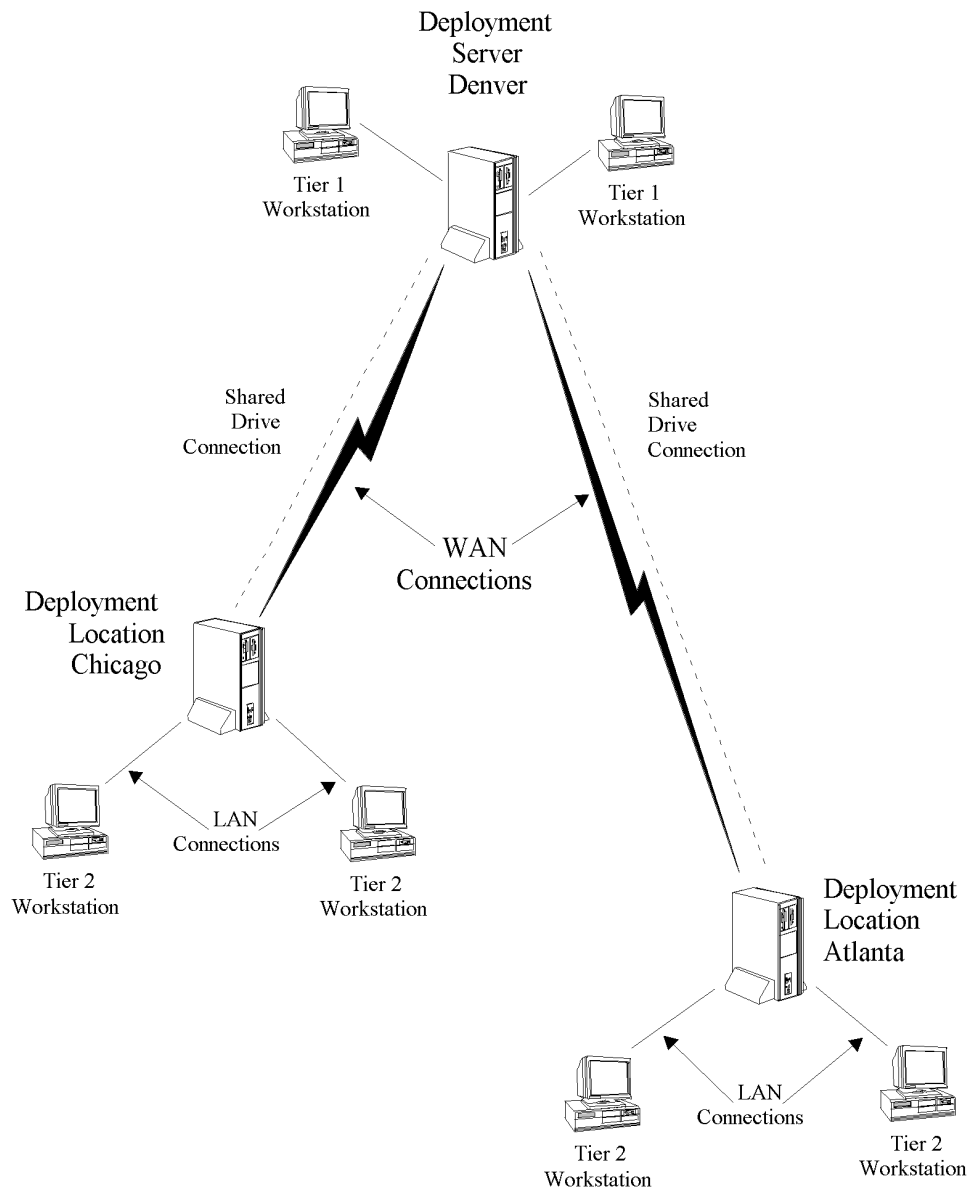 Deployment
Server
Denver
Tier 1
Workstation
Tier 1
Workstation
Shared
Drive
Connection
Shared
Drive
Connection
WAN
Connections
Deployment
Location
Chicago
LAN
Connections
Tier 2
Workstation
Tier 2
Workstation
Deployment
Location
Atlanta
LAN
Connections
Tier 2
Workstation
Tier 2
Workstation